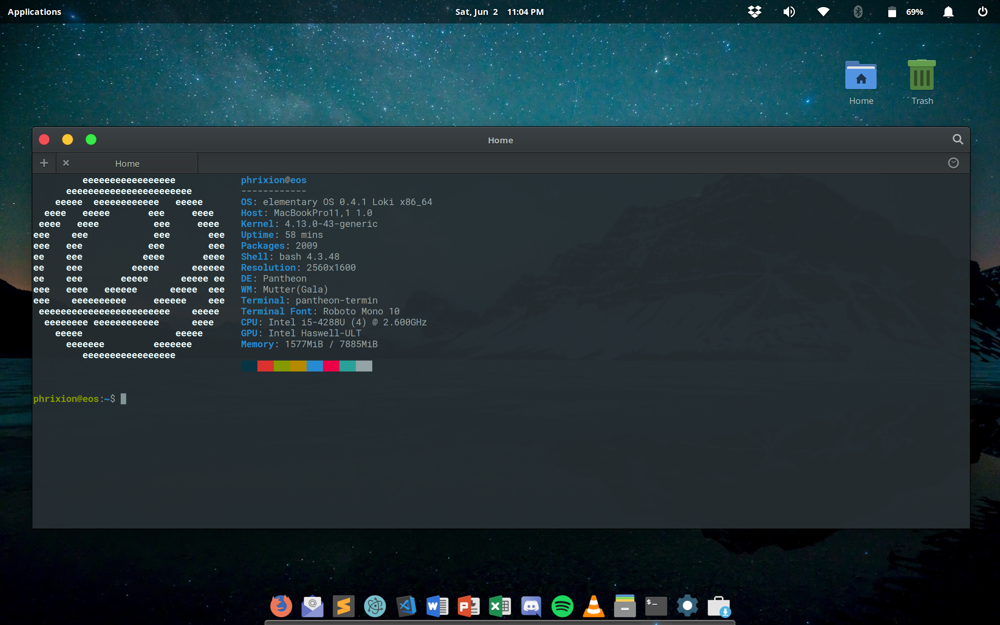 Applications Sat, Jun 2 11:04 PM 69%
Home Trash
Home
Home
eeeeeeeeeeeeeeeee phrixion@eos
eeeeeeeeeeeeeeeeeeeeeee ------------
eeeee eeeeeeeeeeee eeeee OS: elementary OS 0.4.1 Loki x86_64
eeee eeeee eee eeee Host: MacBookPro11,1 1.0
eeee eeee eee eeee Kernel: 4.13.0-43-generic
eee eee eee eee Uptime: 58 mins
eee eee eee eee Packages: 2009
ee eee eeee eeee Shell: bash 4.3.48
ee eee eeeee eeeeee Resolution: 2560x1600
ee eee eeeee eeeee ee DE: Pantheon
eee eeee eeeeee eeeee eee WM: Mutter(Gala)
eee eeeeeeeeee eeeeee eee Terminal: pantheon-termin
eeeeeeeeeeeeeeeeeeeeeeee eeeee Terminal Font: Roboto Mono 10
eeeeeeee eeeeeeeeeeee eeee CPU: Intel i5-4288U (4) @ 2.600GHz
eeeee eeeee GPU: Intel Haswell-ULT
eeeeeee eeeeeee Memory: 1577MiB / 7885MiB
eeeeeeeeeeeeeeeee
phrixion@eos:~$